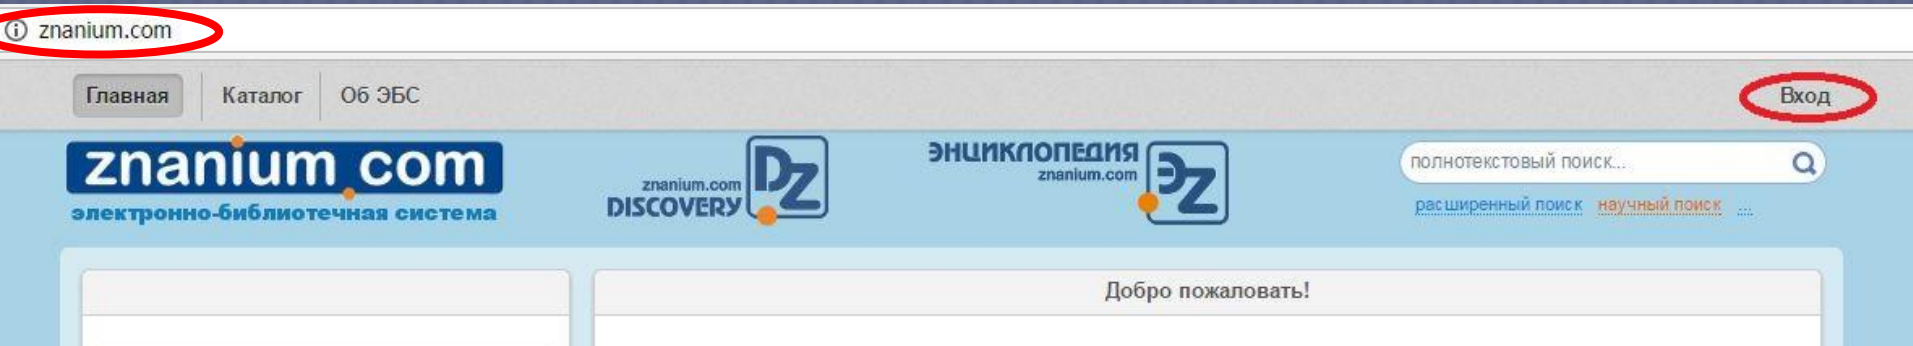 znanium.com
Главная Каталог Об ЭБС Вход
znanium.com
электронно-библиотечная система
znanium.com
DISCOVERY
DZ
ЭНЦИКЛОПЕДИЯ
znanium.com
ЭZ
полнотекстовый поиск...
расширенный поиск научный поиск ...
Добро пожаловать!